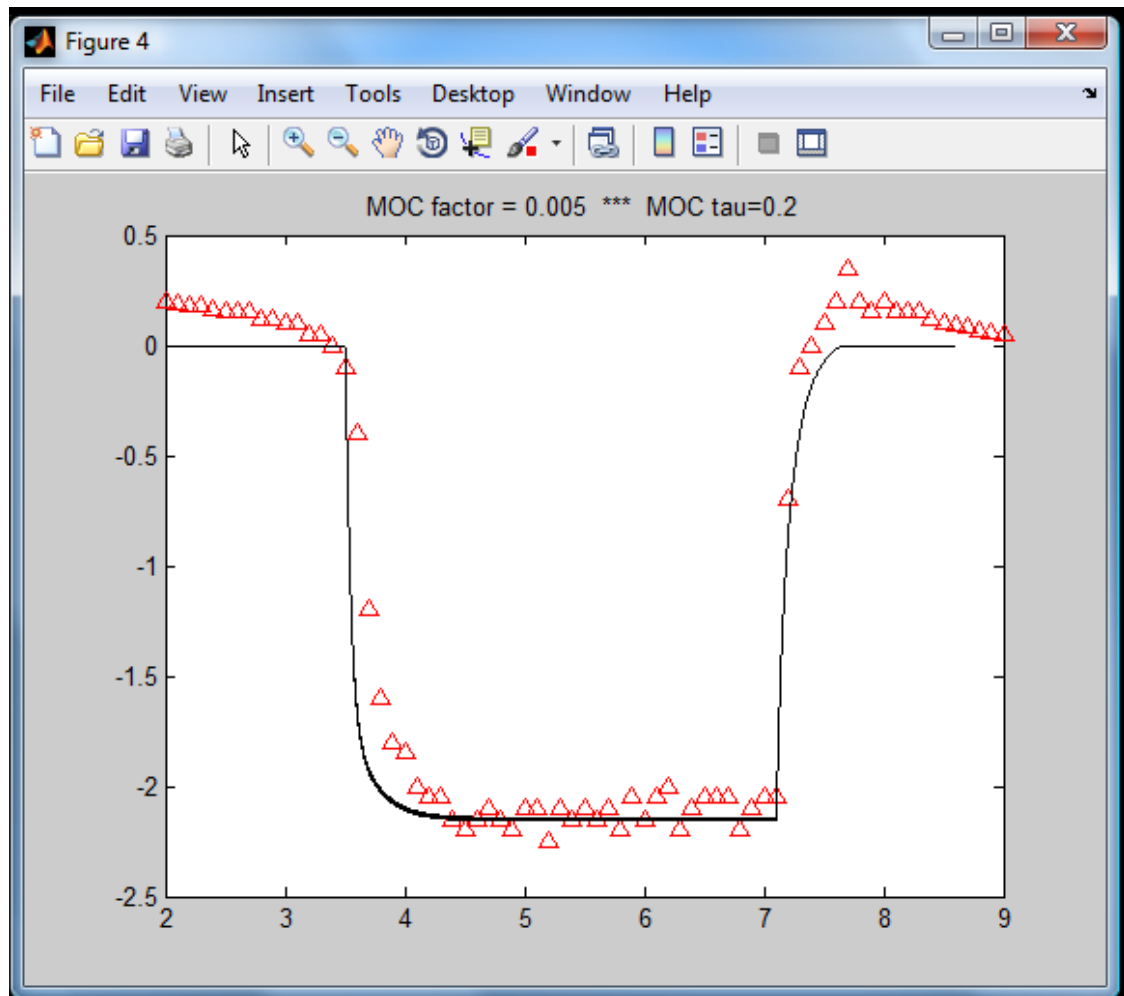 Figure 4
File Edit View Insert Tools Desktop Window Help
MOC factor = 0.005 *** MOC tau=0.2
0.5
0
-0.5
-1
-1.5
-2
-2.5
2 3 4 5 6 7 8 9